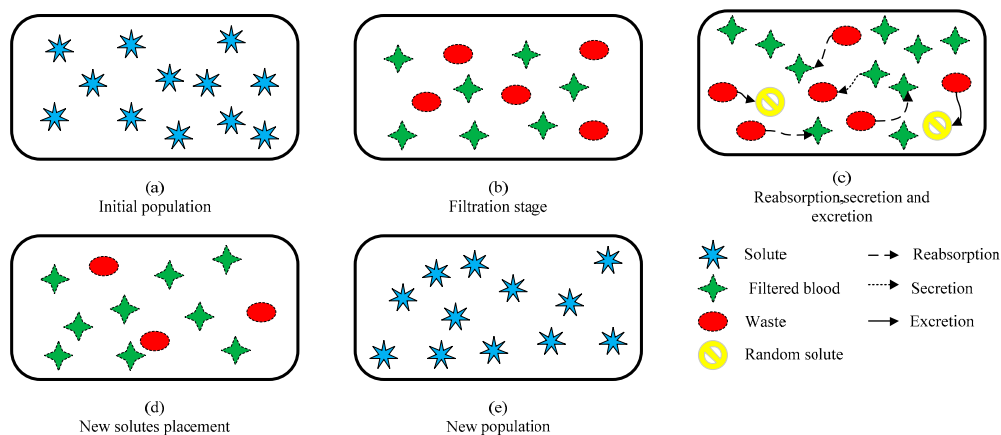 (a)
Initial population
(b)
Filtration stage
(c)
Reabsorption,secretion and
excretion
(d)
New solutes placement
(e)
New population
Solute
Filtered blood
Waste
Random solute
Reabsorption
Secretion
Excretion